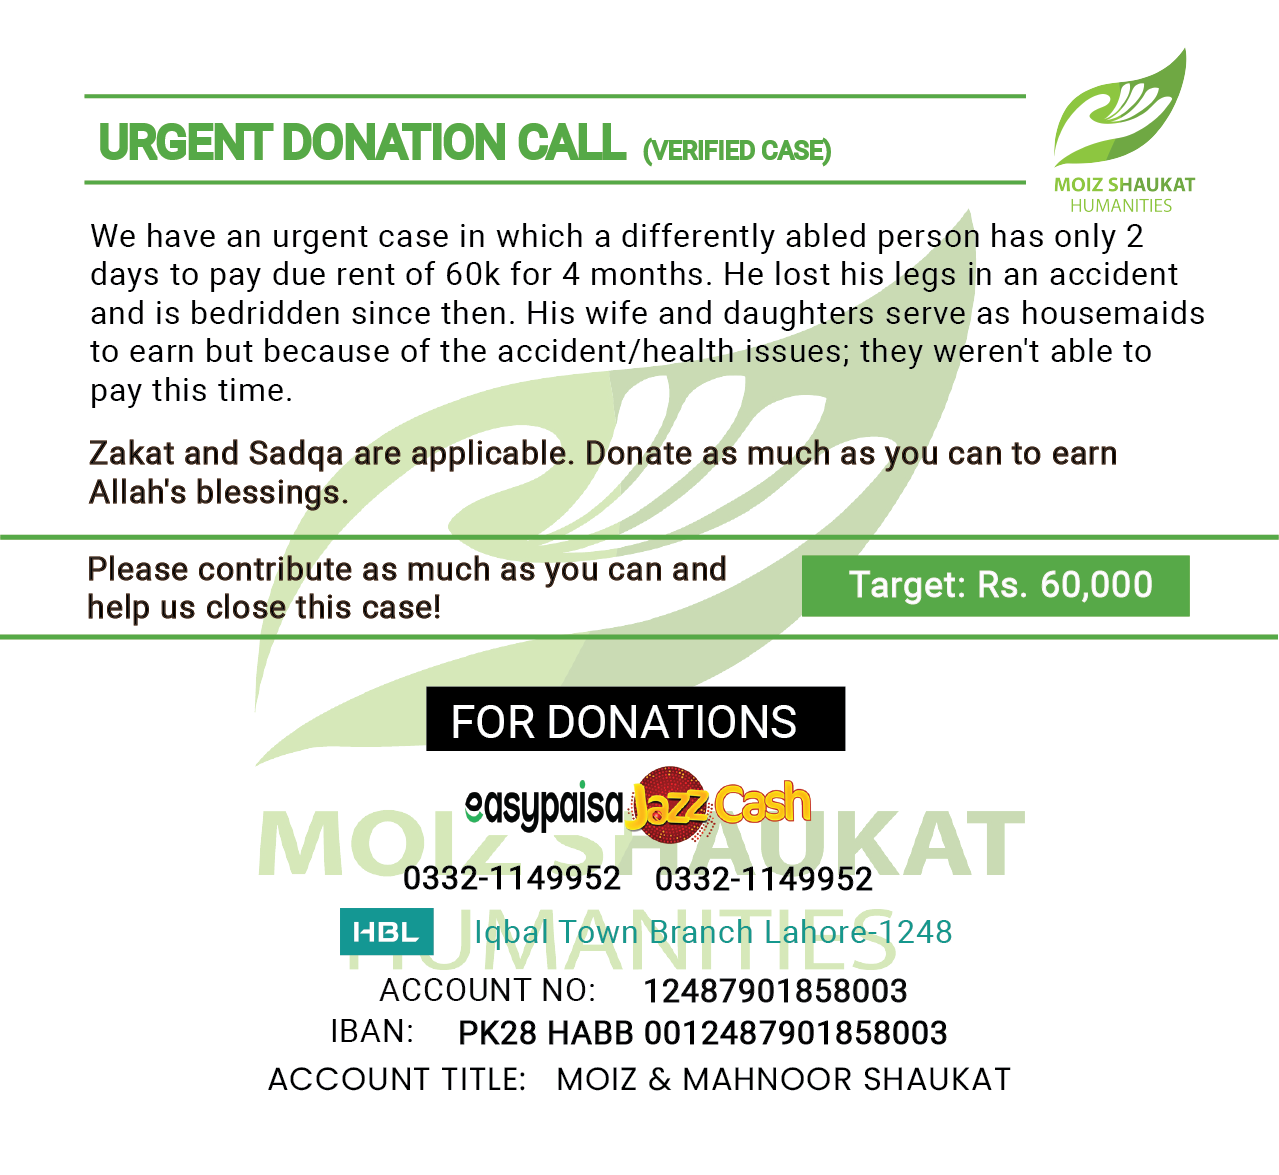 URGENT DONATION CALL (VERIFIED CASE)
MOIZ SHAUKAT
HUMANITIES
We have an urgent case in which a differently abled person has only 2
days to pay due rent of 60k for 4 months. He lost his legs in an accident
and is bedridden since then. His wife and daughters serve as housemaids
to earn but because of the accident/health issues; they weren't able to
pay this time.
Zakat and Sadqa are applicable. Donate as much as you can to earn
Allah's blessings.
Please contribute as much as you can and
help us close this case!
Target: Rs. 60,000
FOR DONATIONS
easypaisa JazzCash
MOIZ SHAUKAT
0332-1149952 0332-1149952
HUMANITIES
HBL Iqbal Town Branch Lahore-1248
ACCOUNT NO: 12487901858003
IBAN: PK28 HABB 0012487901858003
ACCOUNT TITLE: MOIZ & MAHNOOR SHAUKAT